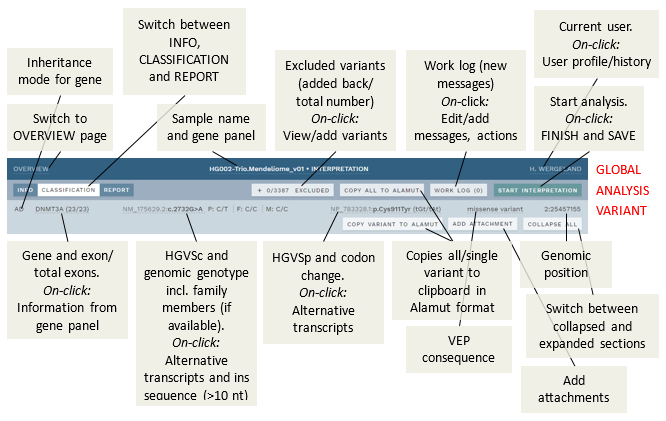 Inheritance
mode for gene
Switch between
INFO,
CLASSIFICATION
and REPORT
Excluded variants
(added back/
total number)
On-click:
View/add variants
Work log (new
messages)
On-click:
Edit/add
messages, actions
Current user.
On-click:
User profile/history
Switch to
OVERVIEW page
Sample name
and gene panel
Start analysis.
On-click:
FINISH and SAVE
OVERVIEW
HG002-Trio.Mendeliome_v01 • INTERPRETATION
H. WERGELAND
GLOBAL
INFO CLASSIFICATION REPORT
+ 0/3387 EXCLUDED
COPY ALL TO ALAMUT
WORK LOG (0)
START INTERPRETATION
ANALYSIS
AD DNMT3A (23/23) NM_175629.2:c.2732G>A P: C/T F: C/C M: C/C NP_783328.1:p.Cys911Tyr (tGt/tAt) missense variant 2:25457155
VARIANT
COPY VARIANT TO ALAMUT ADD ATTACHMENT COLLAPSE ALL
Gene and exon/
total exons.
On-click:
Information from
gene panel
HGVSc and
genomic genotype
incl. family
members (if
available).
On-click:
Alternative
transcripts and ins
sequence (>10 nt)
HGVSp and codon
change.
On-click:
Alternative
transcripts
Copies all/single
variant to
clipboard in
Alamut format
Genomic
position
VEP
consequence
Switch between
collapsed and
expanded sections
Add
attachments